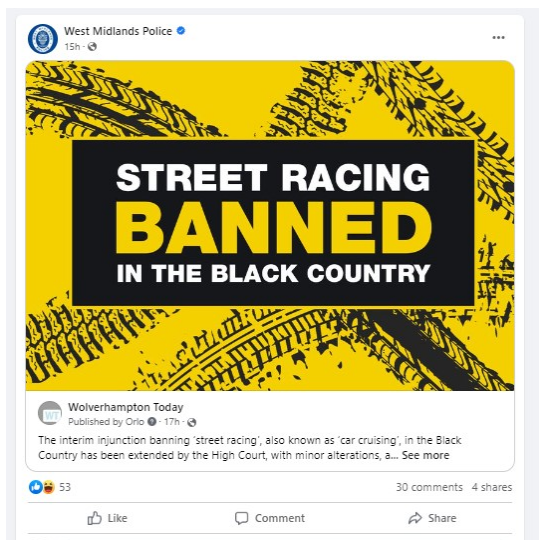 West Midlands Police
15h ·
STREET RACING
BANNED
IN THE BLACK COUNTRY
WT
Wolverhampton Today
Published by Orlo · 17h ·
The interim injunction banning 'street racing', also known as 'car cruising', in the Black
Country has been extended by the High Court, with minor alterations, a... See more
53
30 comments 4 shares
Like Comment Share